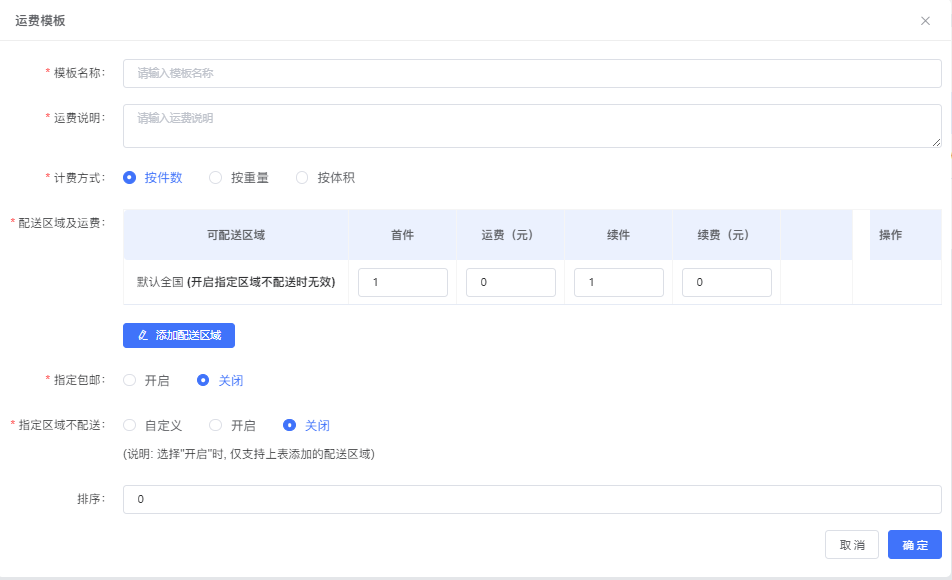 运费模板
* 模板名称: 请输入模板名称
* 运费说明: 请输入运费说明
* 计费方式: 按件数 按重量 按体积
* 配送区域及运费:
可配送区域 首件 运费（元） 续件 续费（元） 操作
默认全国 (开启指定区域不配送时无效) 1 0 1 0
添加配送区域
* 指定包邮: 开启 关闭
* 指定区域不配送: 自定义 开启 关闭
(说明: 选择"开启"时, 仅支持上表添加的配送区域)
排序: 0
取消 确定